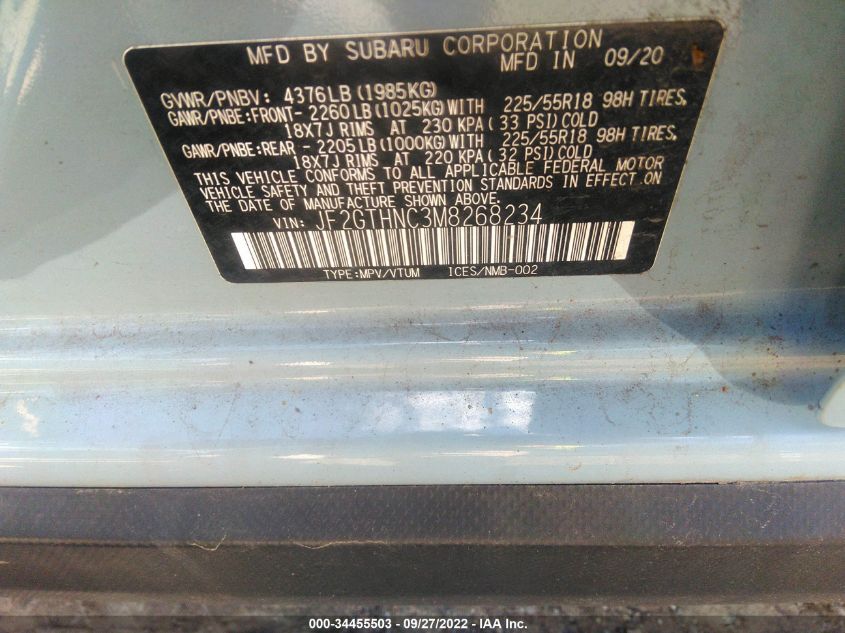 MFD BY SUBARU CORPORATION
MFD IN 09/20
GVWR/PNBV: 4376LB(1985KG)
GAWR/PNBE:FRONT- 2260LB(1025KG)WITH 225/55R18 98H TIRES,
18X7J RIMS AT 230 KPA( 33 PSI)COLD
GAWR/PNBE:REAR - 2205LB(1000KG)WITH 225/55R18 98H TIRES,
18X7J RIMS AT 220 KPA( 32 PSI)COLD
THIS VEHICLE CONFORMS TO ALL APPLICABLE FEDERAL MOTOR
VEHICLE SAFETY AND THEFT PREVENTION STANDARDS IN EFFECT ON
THE DATE OF MANUFACTURE SHOWN ABOVE.
VIN: JF2GTHNC3M8268234
TYPE:MPV/VTUM ICES/NMB-002
000-34455503 - 09/27/2022 - IAA Inc.